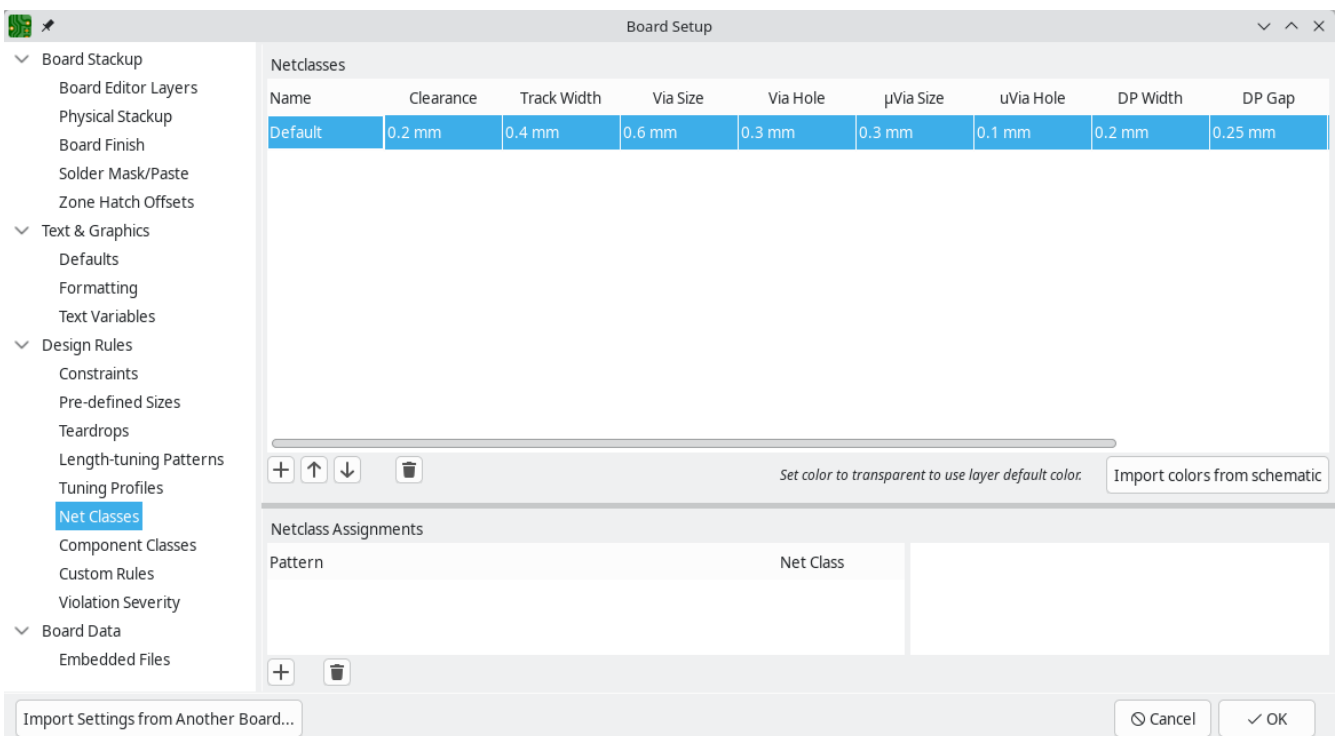 Board Setup
Board Stackup
Board Editor Layers
Physical Stackup
Board Finish
Solder Mask/Paste
Zone Hatch Offsets
Text & Graphics
Defaults
Formatting
Text Variables
Design Rules
Constraints
Pre-defined Sizes
Teardrops
Length-tuning Patterns
Tuning Profiles
Net Classes
Component Classes
Custom Rules
Violation Severity
Board Data
Embedded Files
Netclasses
Name Clearance Track Width Via Size Via Hole µVia Size uVia Hole DP Width DP Gap
Default 0.2 mm 0.4 mm 0.6 mm 0.3 mm 0.3 mm 0.1 mm 0.2 mm 0.25 mm
Set color to transparent to use layer default color. Import colors from schematic
Netclass Assignments
Pattern Net Class
Import Settings from Another Board... Cancel OK